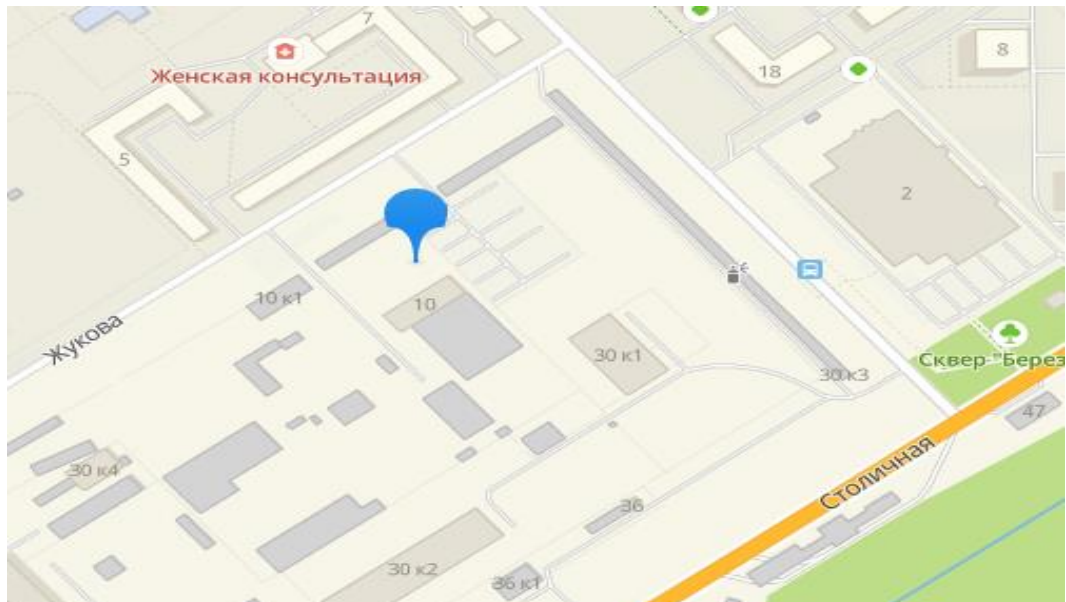 7
Женская консультация
18
8
5
2
10 к1
10
Жукова
30 к1
30 к3
Сквер "Берез
47
30 к4
Столичная
36
30 к2
36 к1